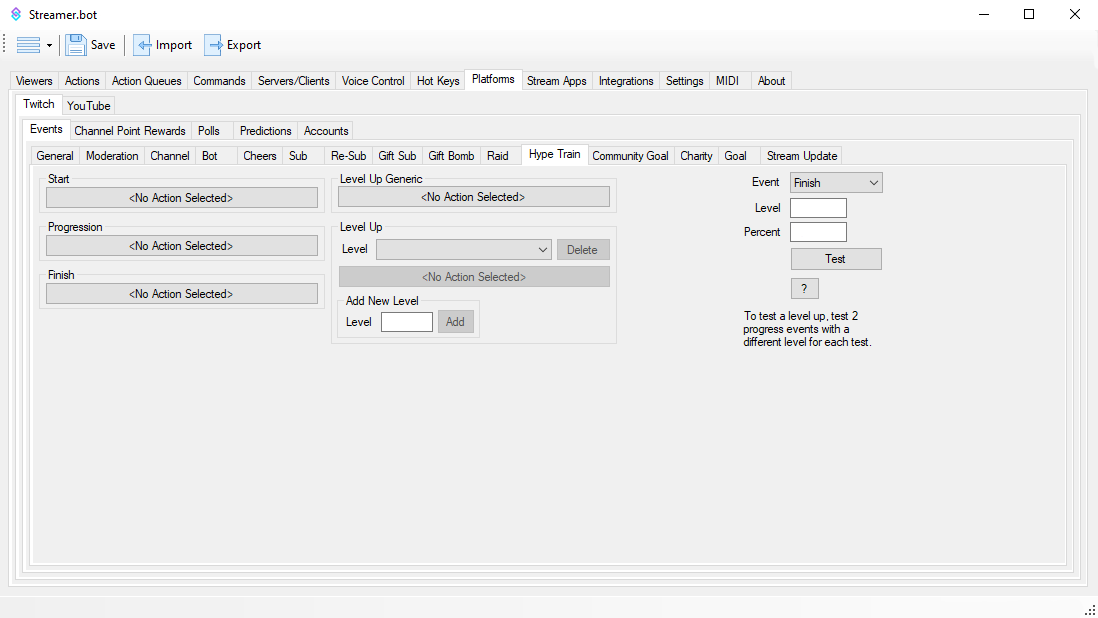 Streamer.bot
Save Import Export
Viewers Actions Action Queues Commands Servers/Clients Voice Control Hot Keys Platforms Stream Apps Integrations Settings MIDI About
Twitch YouTube
Events Channel Point Rewards Polls Predictions Accounts
General Moderation Channel Bot Cheers Sub Re-Sub Gift Sub Gift Bomb Raid Hype Train Community Goal Charity Goal Stream Update
Start
<No Action Selected>
Progression
<No Action Selected>
Finish
<No Action Selected>
Level Up Generic
<No Action Selected>
Level Up
Level Delete
<No Action Selected>
Add New Level
Level Add
Event Finish
Level
Percent
Test
?
To test a level up, test 2
progress events with a
different level for each test.